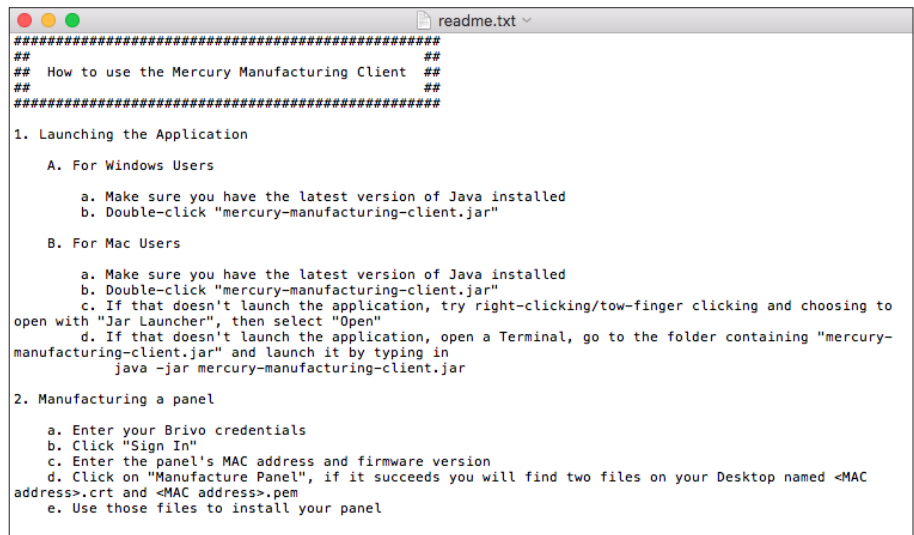 readme.txt
###################################################
##                                               ##
##  How to use the Mercury Manufacturing Client  ##
##                                               ##
###################################################
1. Launching the Application
A. For Windows Users
a. Make sure you have the latest version of Java installed
b. Double-click "mercury-manufacturing-client.jar"
B. For Mac Users
a. Make sure you have the latest version of Java installed
b. Double-click "mercury-manufacturing-client.jar"
c. If that doesn't launch the application, try right-clicking/tow-finger clicking and choosing to
open with "Jar Launcher", then select "Open"
d. If that doesn't launch the application, open a Terminal, go to the folder containing "mercury-
manufacturing-client.jar" and launch it by typing in
java -jar mercury-manufacturing-client.jar
2. Manufacturing a panel
a. Enter your Brivo credentials
b. Click "Sign In"
c. Enter the panel's MAC address and firmware version
d. Click on "Manufacture Panel", if it succeeds you will find two files on your Desktop named <MAC
address>.crt and <MAC address>.pem
e. Use those files to install your panel